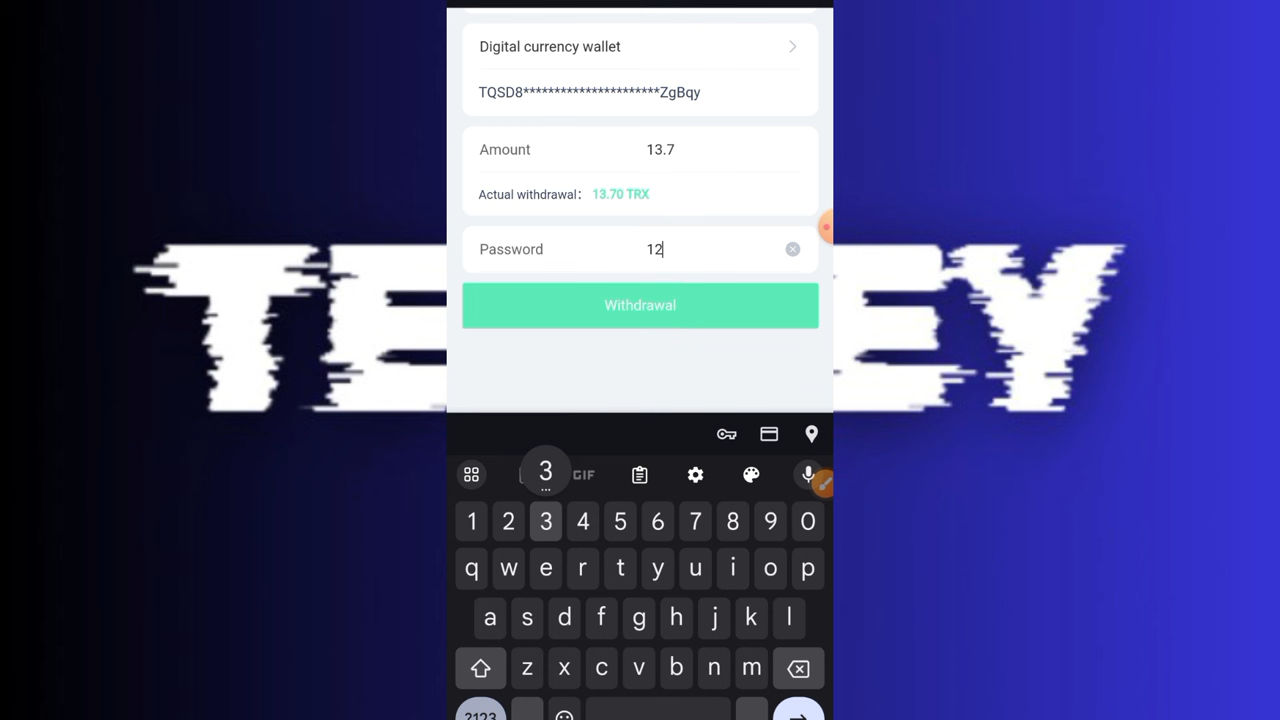 Digital currency wallet
TQSD8**********************ZgBqy
Amount 13.7
Actual withdrawal: 13.70 TRX
Password 12
Withdrawal
3
GIF
1 2 3 4 5 6 7 8 9 0
q w e r t y u i o p
a s d f g h j k l
z x c v b n m
?123